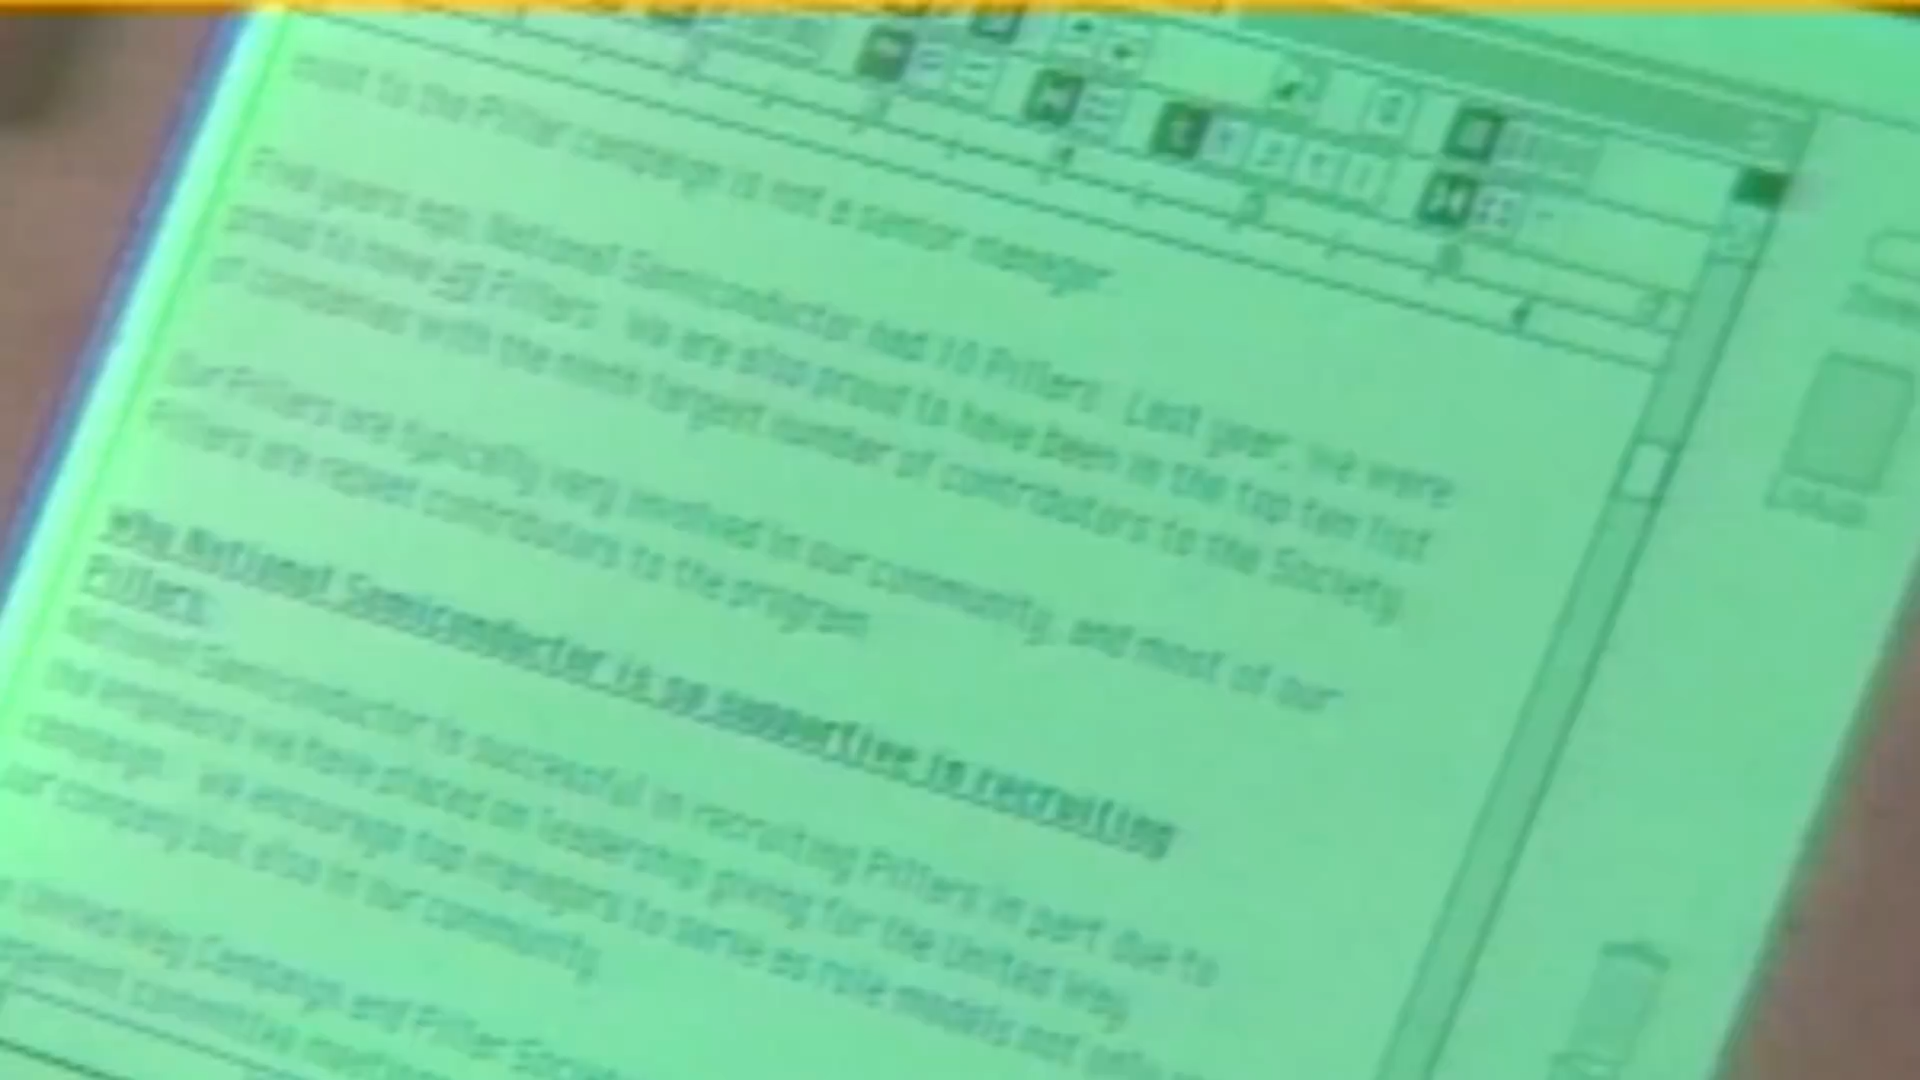 to the Pillar campaign is not a senior manager
Five years ago, National Semiconductor had 10 Pillars. Last year, we were
proud to have Pillars. We are also proud to have been in the top ten list
of companies with the most largest number of contributors to the Society.
Our Pillars are typically very involved in our community, and most of our
Pillars are repeat contributors to the program
Why National Semiconductor is so supportive in recruiting
Pillars:
National Semiconductor is successful in recruiting Pillars in part due to
the emphasis we have placed on leadership giving for the United Way
campaign. We encourage the managers to serve as role models not only
our company but also in our community.
United Way Campaign and Pillar
committee